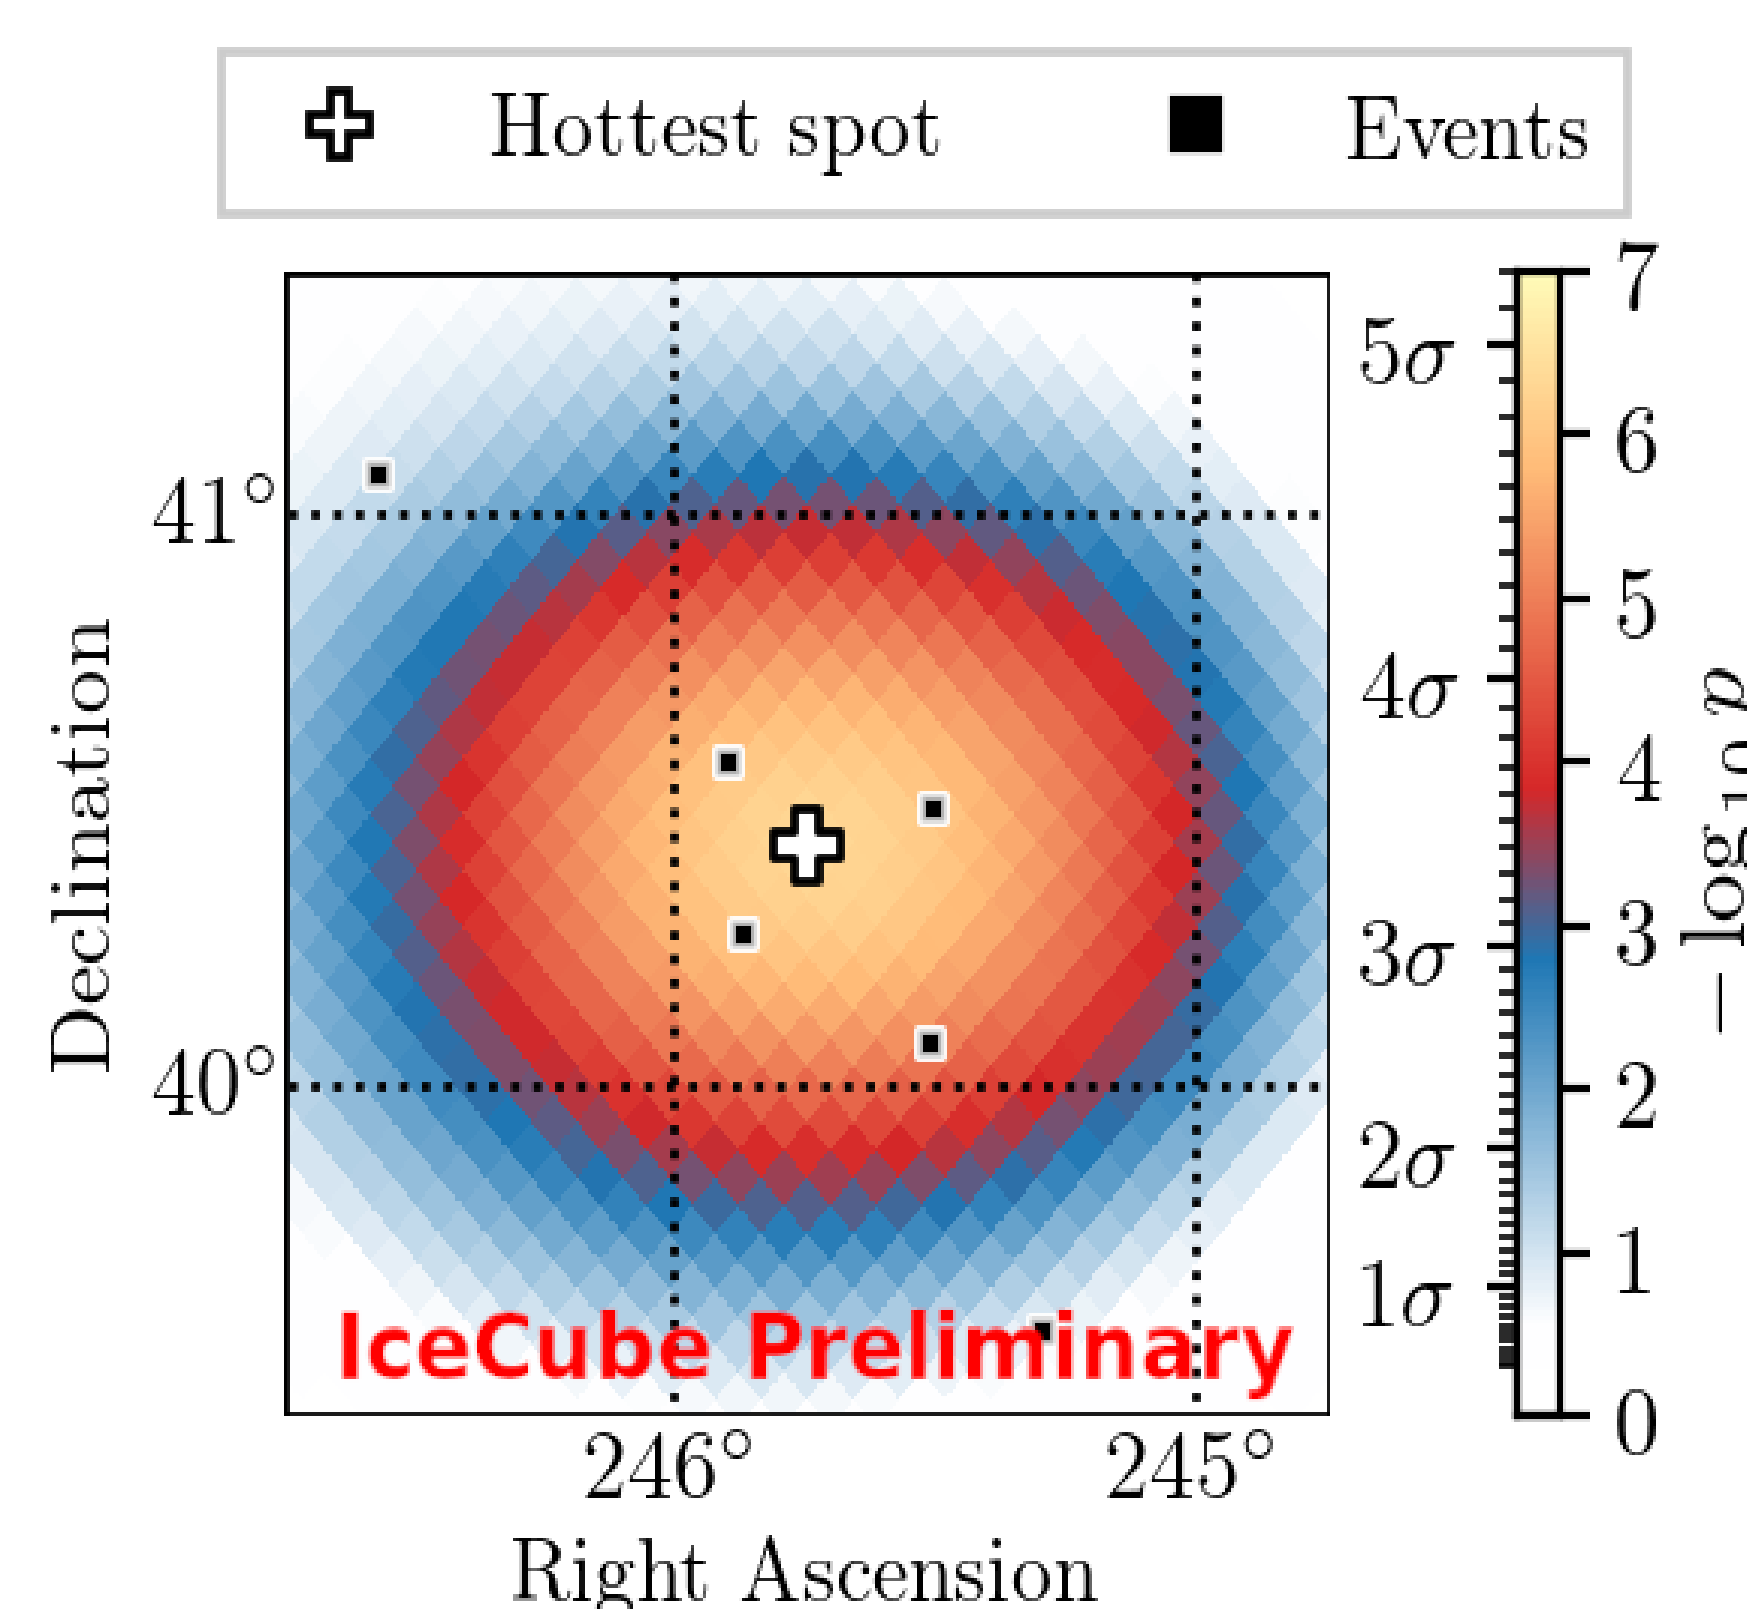 Hottest spot Events
7
5σ
6
41°
5
4σ
4
Declination
− log₁₀ p
3σ
3
40°
2σ
2
1σ
1
IceCube Preliminary
0
246° 245°
Right Ascension